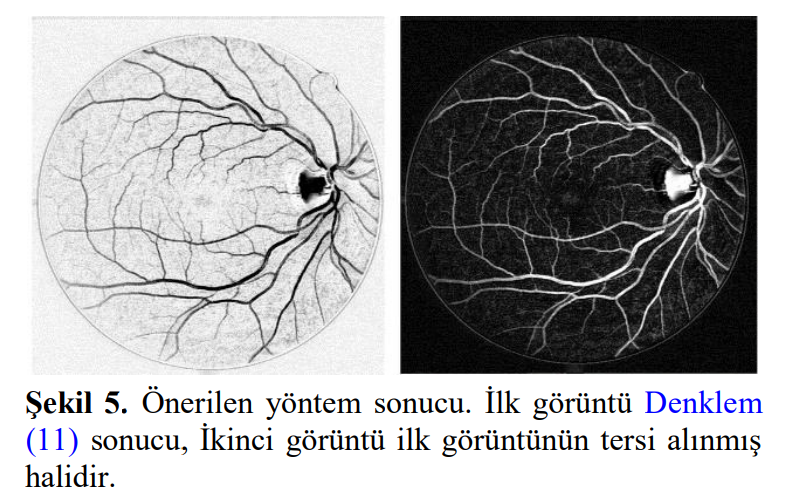 Şekil 5. Önerilen yöntem sonucu. İlk görüntü Denklem
(11) sonucu, İkinci görüntü ilk görüntünün tersi alınmış
halidir.